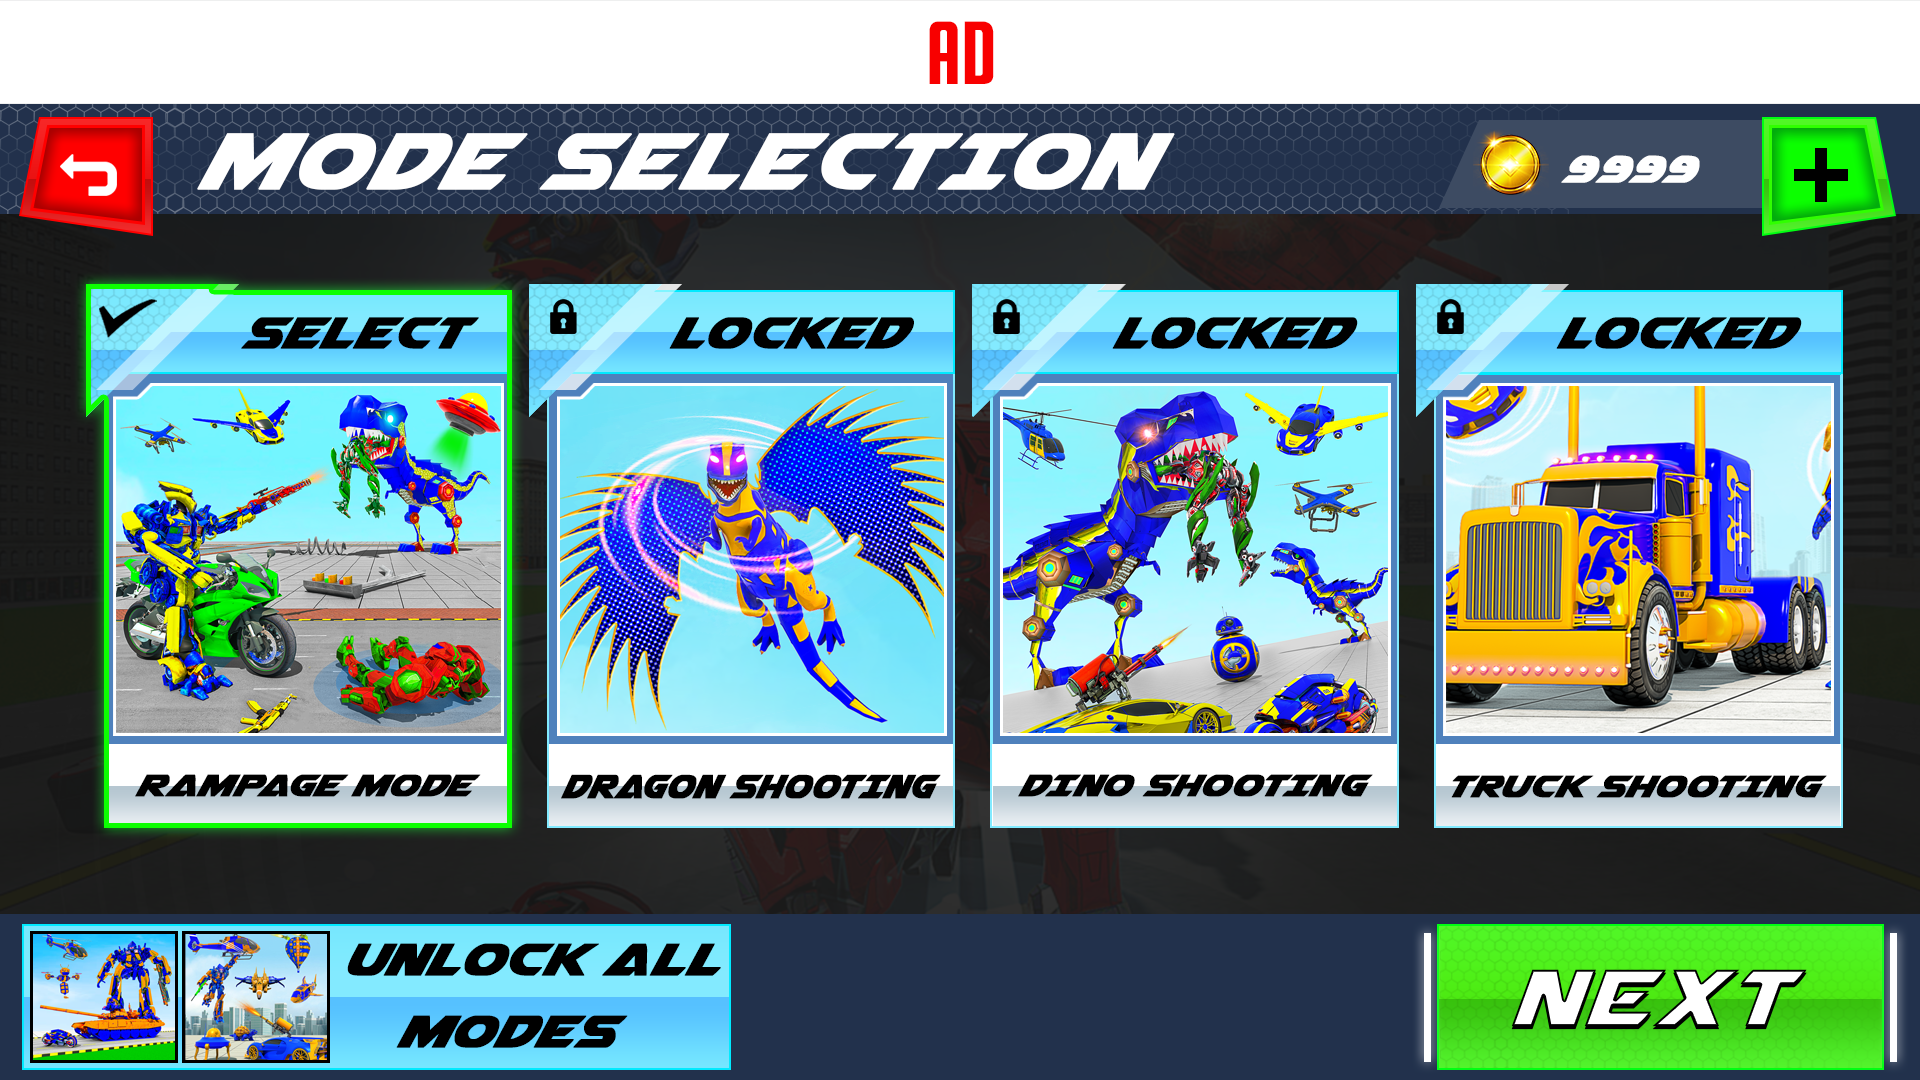 AD
MODE SELECTION
9999
SELECT
LOCKED
LOCKED
LOCKED
RAMPAGE MODE
DRAGON SHOOTING
DINO SHOOTING
TRUCK SHOOTING
UNLOCK ALL
MODES
NEXT